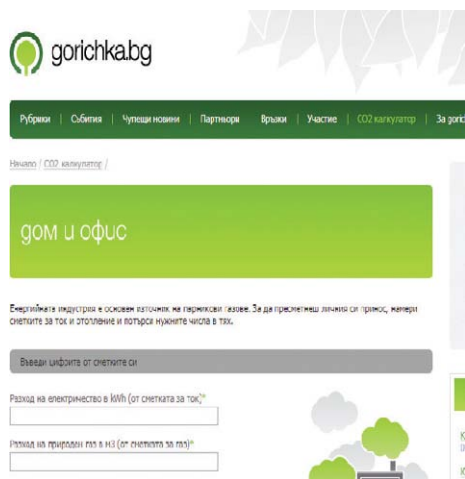 gorichka.bg
Рубрики | Събития | Чупещи новини | Партньори Връзки | Участие | CO2 калкулатор | За goric
Начало / CO2 калкулатор /
дом и офис
Енергийната индустрия е основен източник на парникови газове. За да пресметнеш личния си принос, намери
сметките за ток и отопление и потърси нужните числа в тях.
Въведи цифрите от сметките си
Разход на електричество в kWh (от сметката за ток)*
Разход на природен газ в м3 (от сметката за газ)*